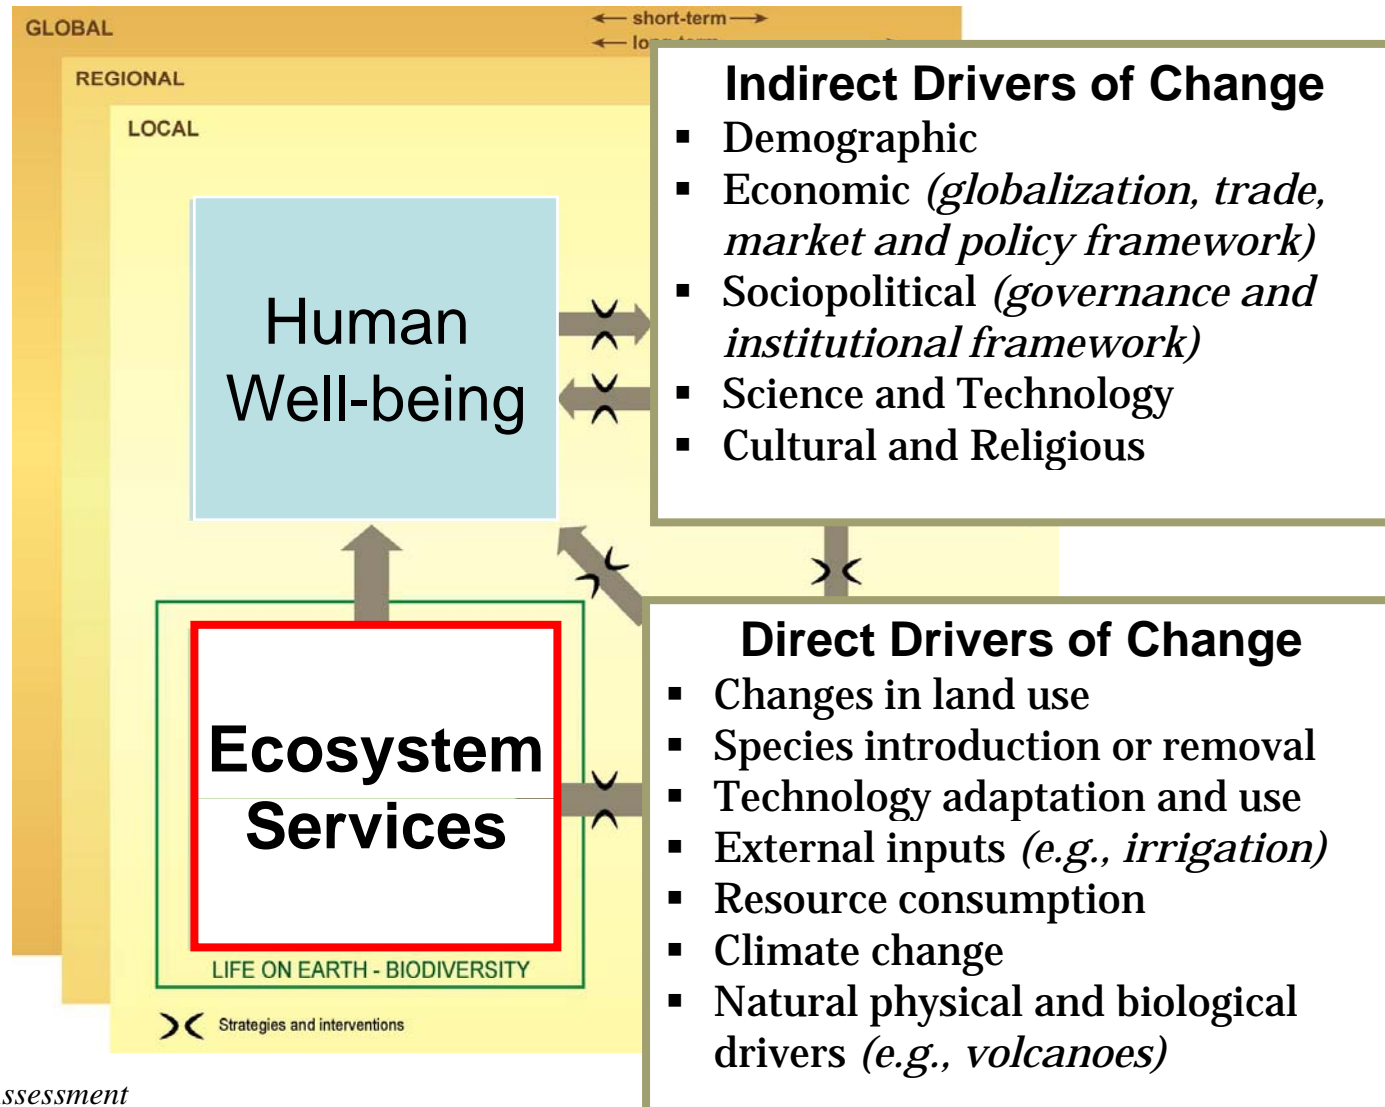 GLOBAL
short-term
REGIONAL
LOCAL
Indirect Drivers of Change
▪ Demographic
▪ Economic (globalization, trade,
market and policy framework)
▪ Sociopolitical (governance and
institutional framework)
▪ Science and Technology
▪ Cultural and Religious
Human
Well-being
Direct Drivers of Change
▪ Changes in land use
▪ Species introduction or removal
▪ Technology adaptation and use
▪ External inputs (e.g., irrigation)
▪ Resource consumption
▪ Climate change
▪ Natural physical and biological
drivers (e.g., volcanoes)
Ecosystem
Services
LIFE ON EARTH - BIODIVERSITY
Strategies and interventions
ssessment